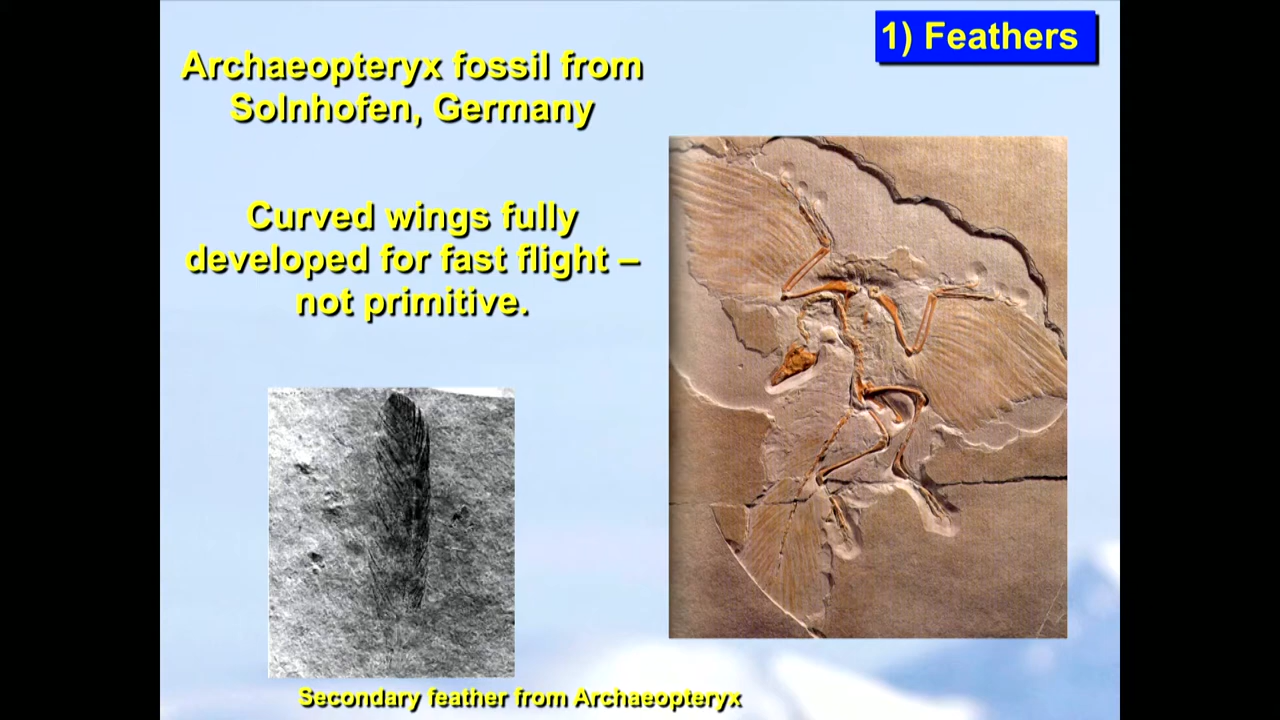 1) Feathers
Archaeopteryx fossil from
Solnhofen, Germany
Curved wings fully
developed for fast flight –
not primitive.
Secondary feather from Archaeopteryx